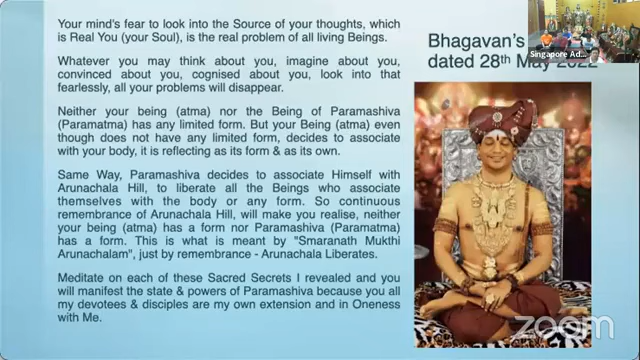 Your mind's fear to look into the Source of your thoughts, which
is Real You (your Soul), is the real problem of all living Beings.
Whatever you may think about you, imagine about you,
convinced about you, cognised about you, look into that
fearlessly, all your problems will disappear.
Neither your being (atma) nor the Being of Paramashiva
(Paramatma) has any limited form. But your Being (atma) even
though does not have any limited form, decides to associate
with your body, it is reflecting as its form & as its own.
Same Way, Paramashiva decides to associate Himself with
Arunachala Hill, to liberate all the Beings who associate
themselves with the body or any form. So continuous
remembrance of Arunachala Hill, will make you realise, neither
your being (atma) has a form nor Paramashiva (Paramatma)
has a form. This is what is meant by "Smaranath Mukthi
Arunachalam", just by remembrance - Arunachala Liberates.
Meditate on each of these Sacred Secrets I revealed and you
will manifest the state & powers of Paramashiva because you all
my devotees & disciples are my own extension and in Oneness
with Me.
Bhagavan's
dated 28th May 2022
Singapore Ad...
zoom